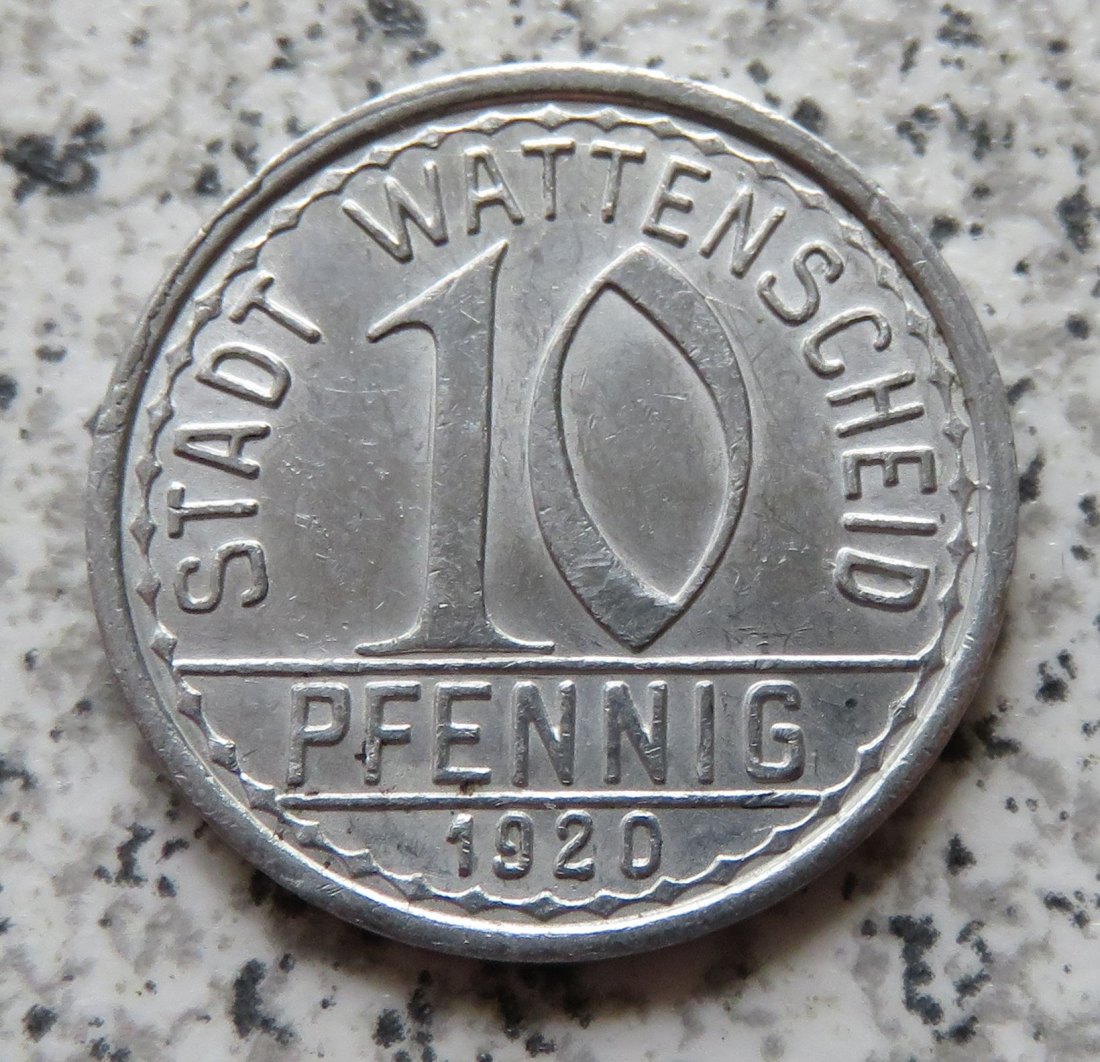 STADT WATTENSCHEID
10
PFENNIG
1920